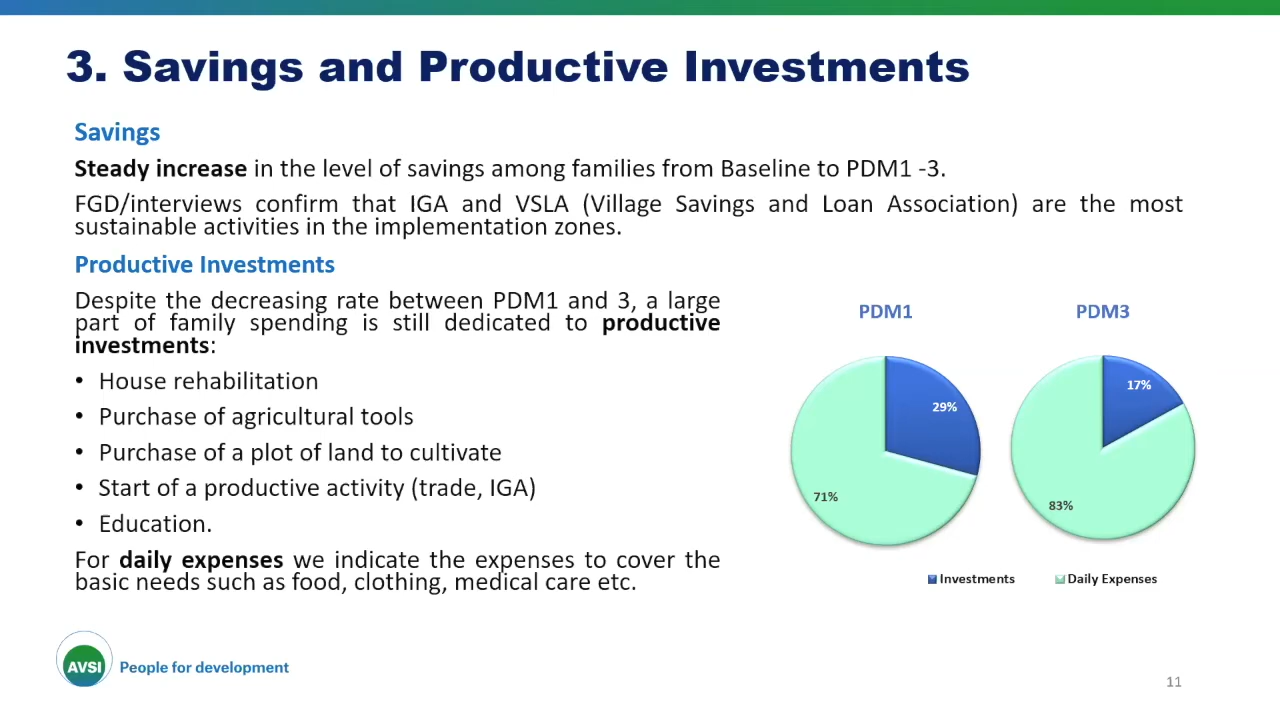 3. Savings and Productive Investments
Savings
Steady increase in the level of savings among families from Baseline to PDM1 -3.
FGD/interviews confirm that IGA and VSLA (Village Savings and Loan Association) are the most
sustainable activities in the implementation zones.
Productive Investments
Despite the decreasing rate between PDM1 and 3, a large
part of family spending is still dedicated to productive
investments:
• House rehabilitation
• Purchase of agricultural tools
• Purchase of a plot of land to cultivate
• Start of a productive activity (trade, IGA)
• Education.
For daily expenses we indicate the expenses to cover the
basic needs such as food, clothing, medical care etc.
PDM1
29%
71%
PDM3
17%
83%
Investments
Daily Expenses
AVSI
People for development
11